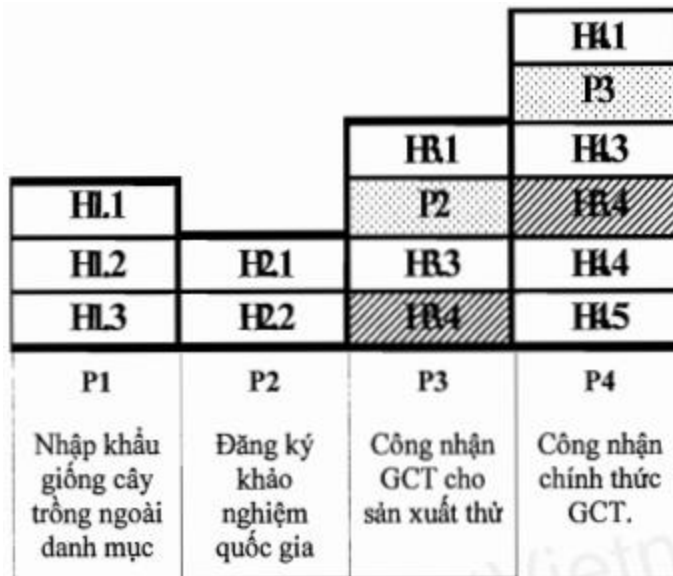 H4.1
P3
H3.1 H4.3
H1.1 P2 H3.4
H1.2 H2.1 H3.3 H4.4
H1.3 H2.2 H3.4 H4.5
P1 P2 P3 P4
Nhập khẩu Đăng ký Công nhận Công nhận
giống cây khảo GCT cho chính thức
trồng ngoài nghiệm sản xuất thử GCT.
danh mục quốc gia